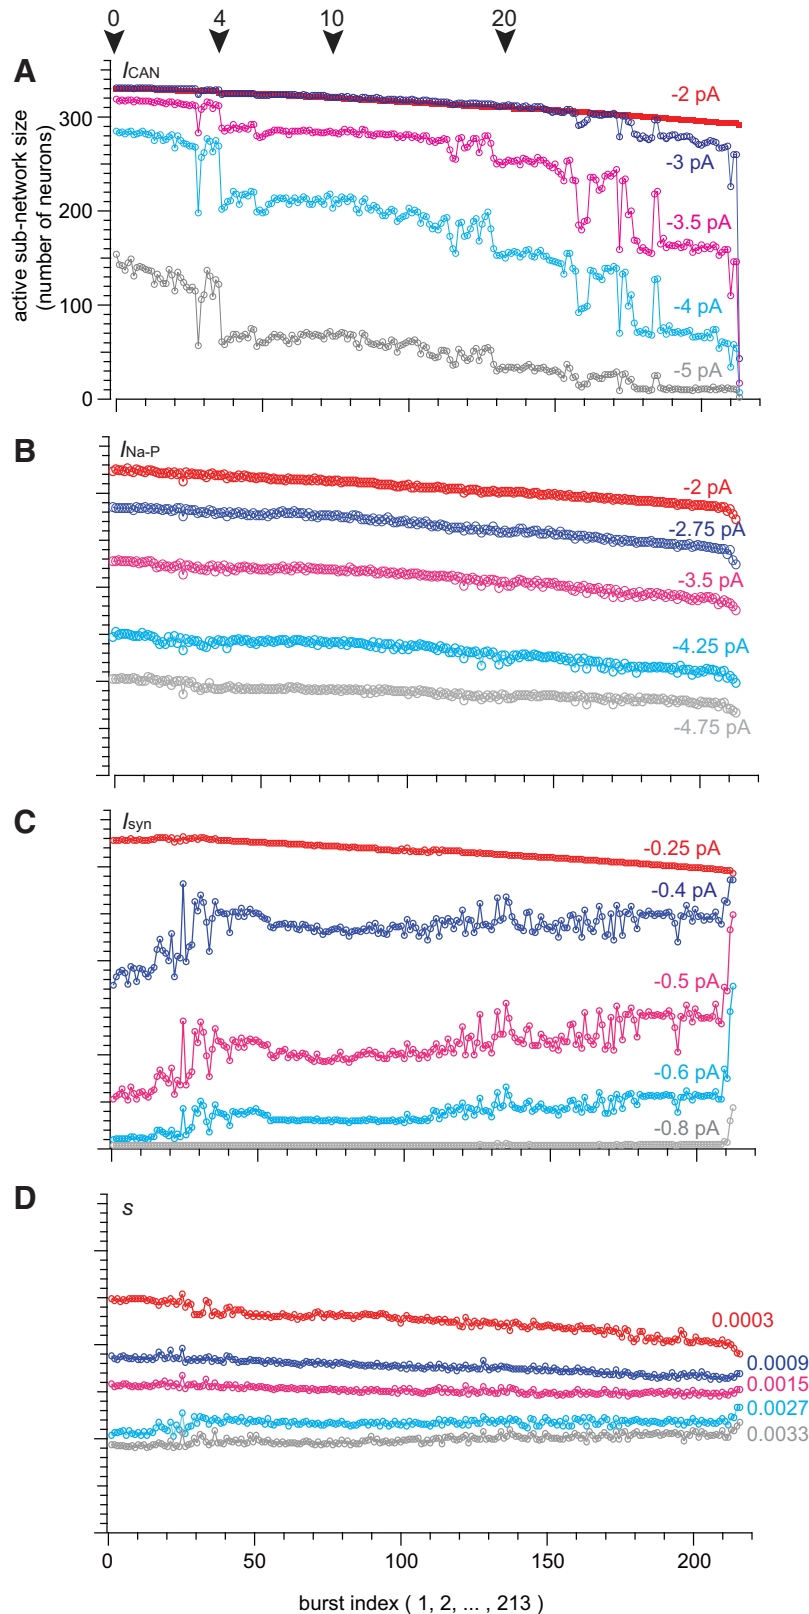 0 4 10 20
A
I CAN
-2 pA
300
-3 pA
200
-3.5 pA
active sub-network size
(number of neurons)
100
-4 pA
-5 pA
0
B
I Na-P
-2 pA
-2.75 pA
-3.5 pA
-4.25 pA
-4.75 pA
C
I syn
-0.25 pA
-0.4 pA
-0.5 pA
-0.6 pA
-0.8 pA
D
s
0.0003
0.0009
0.0015
0.0027
0.0033
0 50 100 150 200
burst index ( 1, 2, ... , 213 )